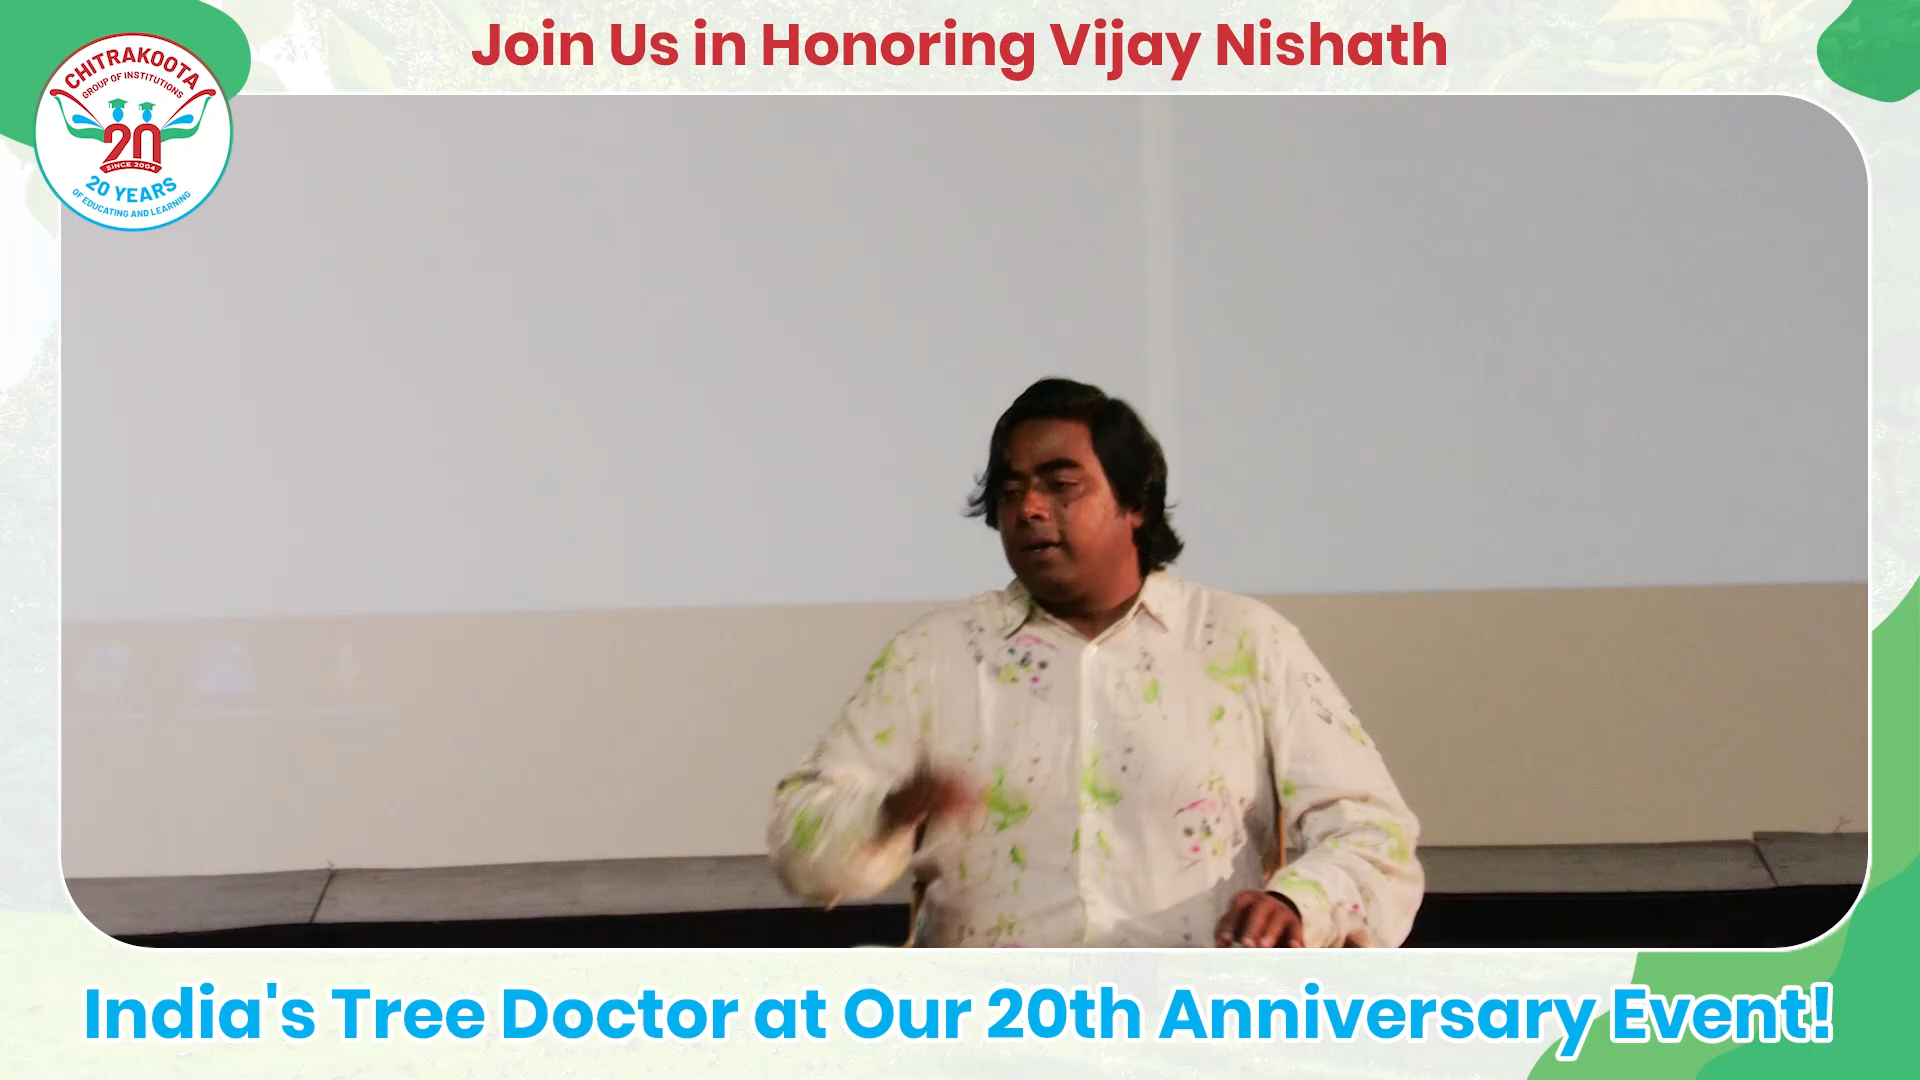 Join Us in Honoring Vijay Nishath
CHITRAKOOTA
GROUP OF INSTITUTIONS
20
SINCE 2004
20 YEARS
OF EDUCATING AND LEARNING
India's Tree Doctor at Our 20th Anniversary Event!